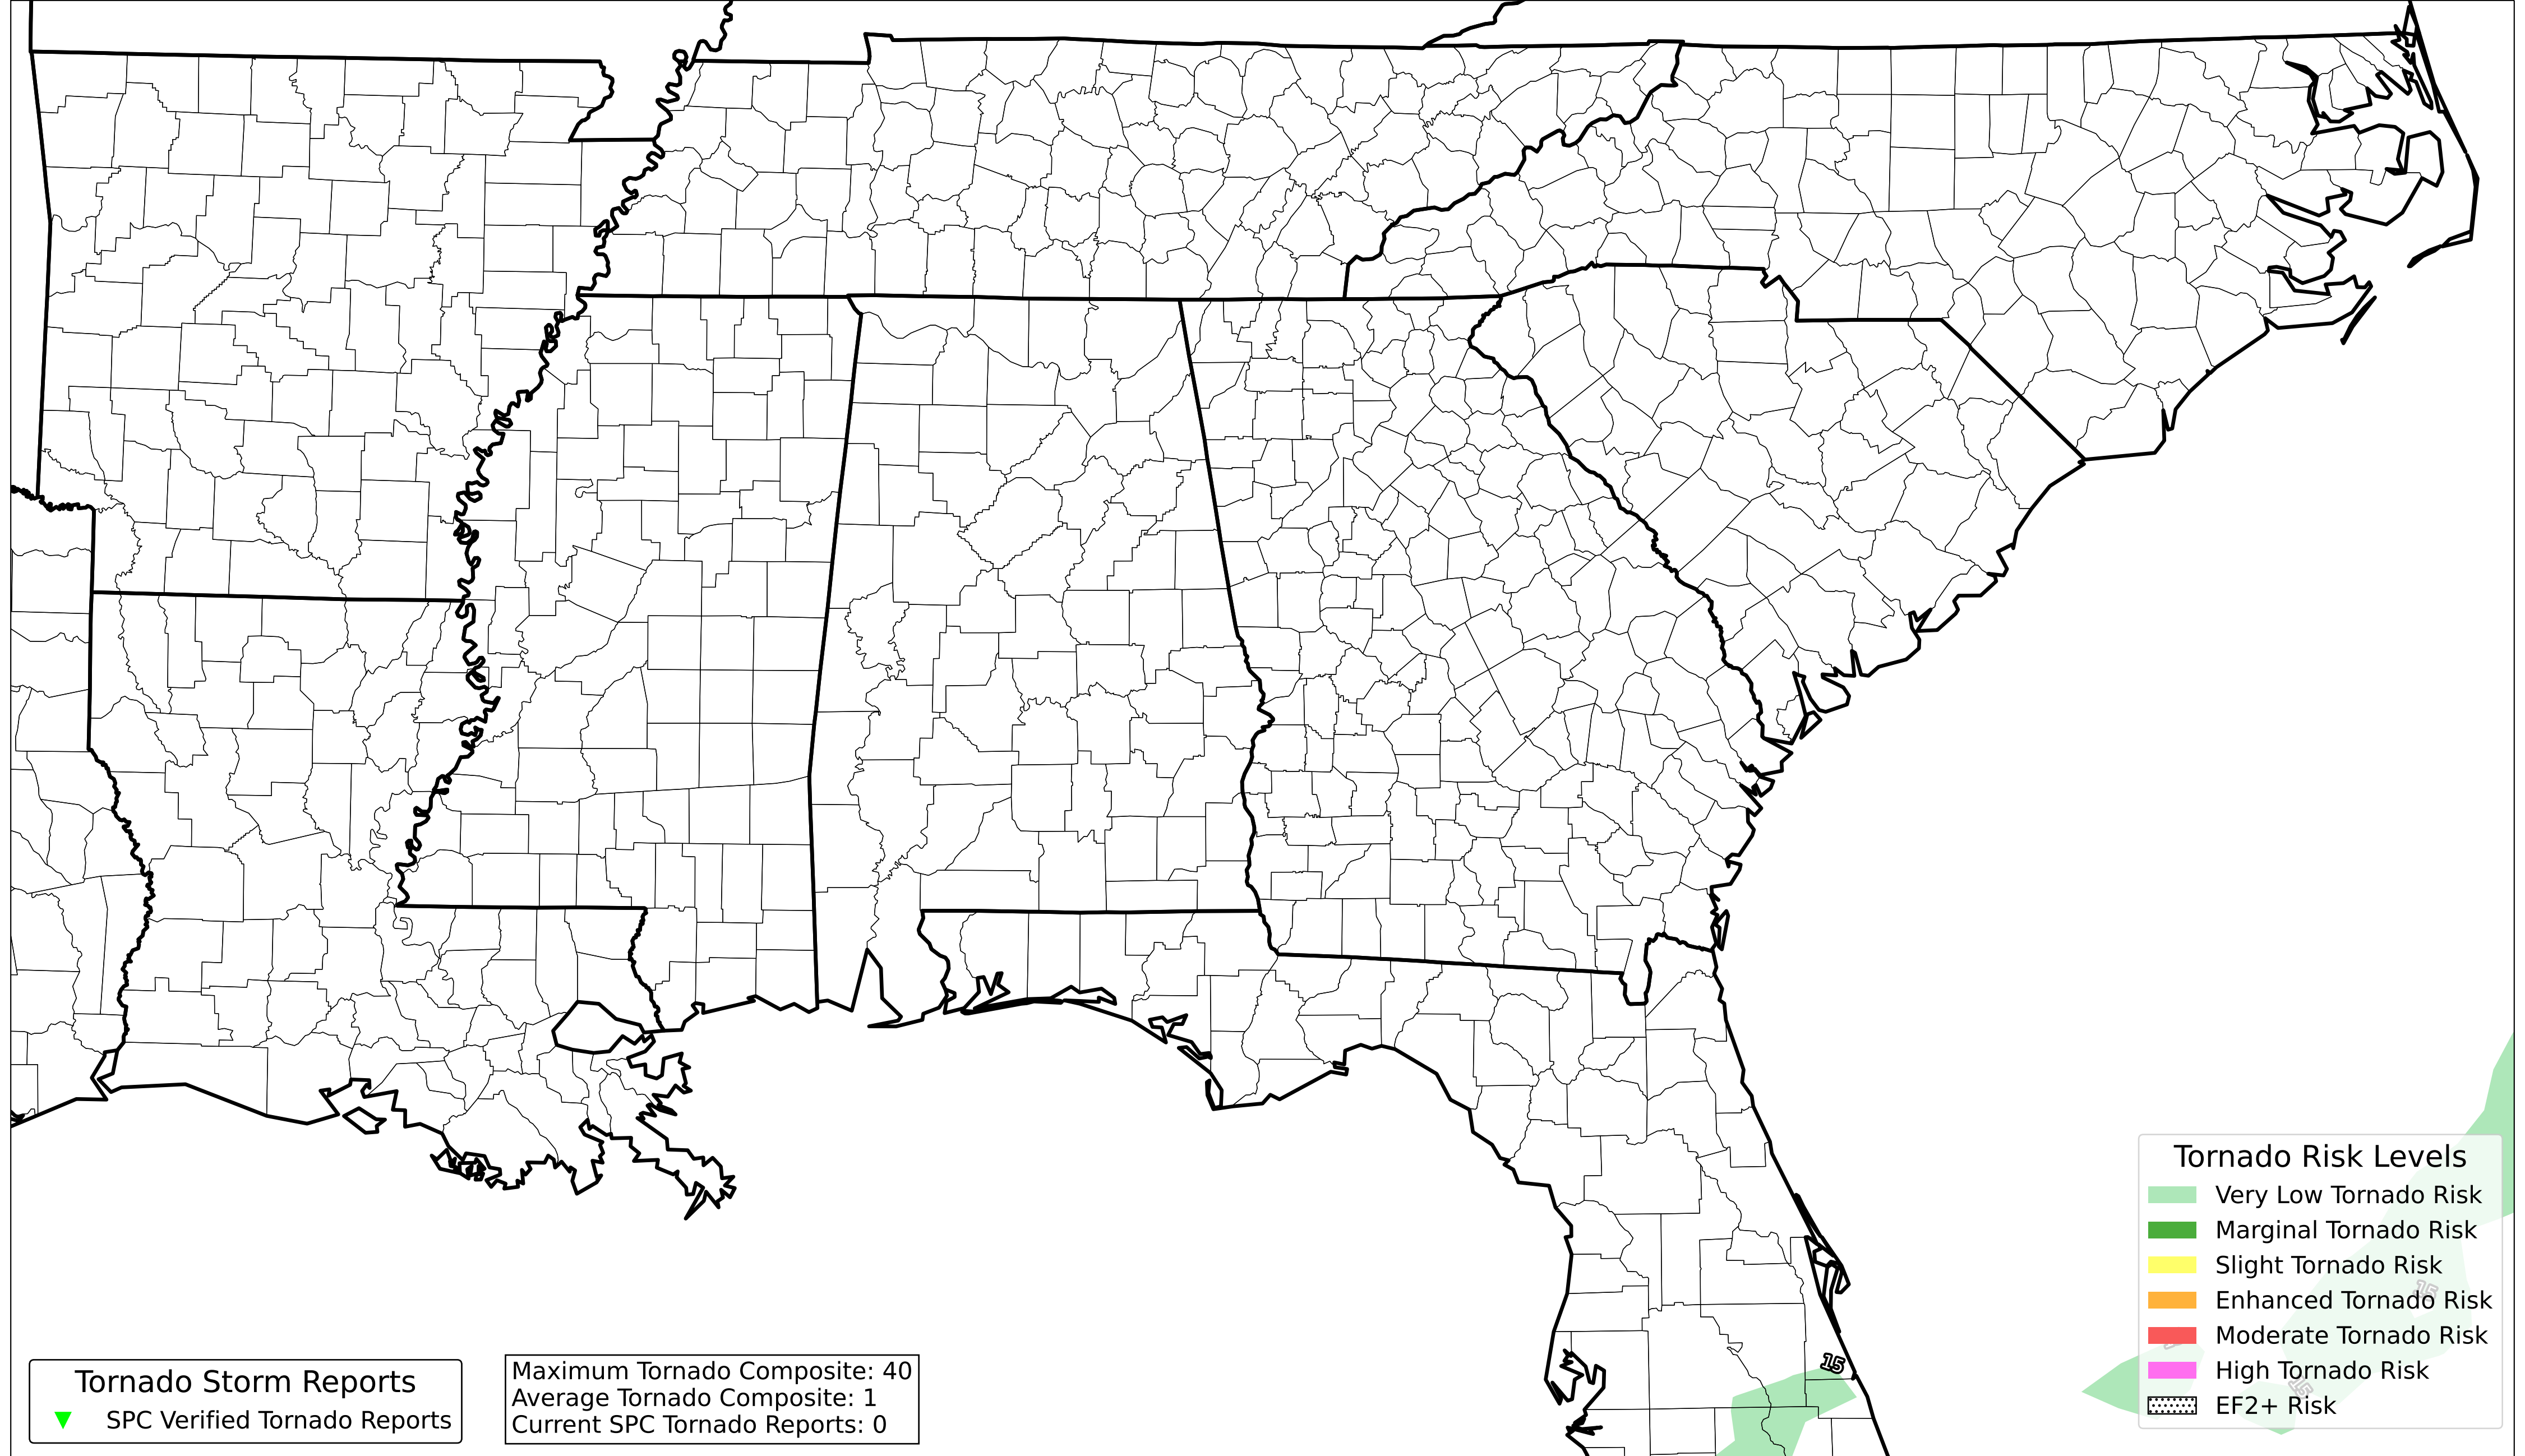 15
Tornado Risk Levels
Very Low Tornado Risk
Marginal Tornado Risk
Slight Tornado Risk
Enhanced Tornado Risk
Moderate Tornado Risk
High Tornado Risk
EF2+ Risk
15
15
Tornado Storm Reports
SPC Verified Tornado Reports
Maximum Tornado Composite: 40
Average Tornado Composite: 1
Current SPC Tornado Reports: 0